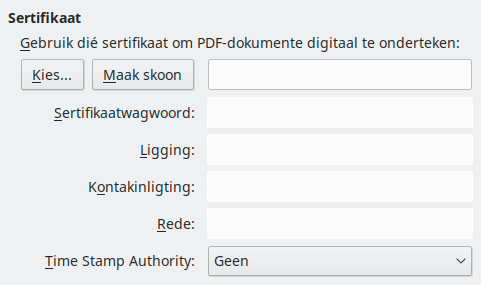 Sertifikaat
Gebruik dié sertifikaat om PDF-dokumente digitaal te onderteken:
Kies... Maak skoon
Sertifikaatwagwoord:
Ligging:
Kontakinligting:
Rede:
Time Stamp Authority: Geen